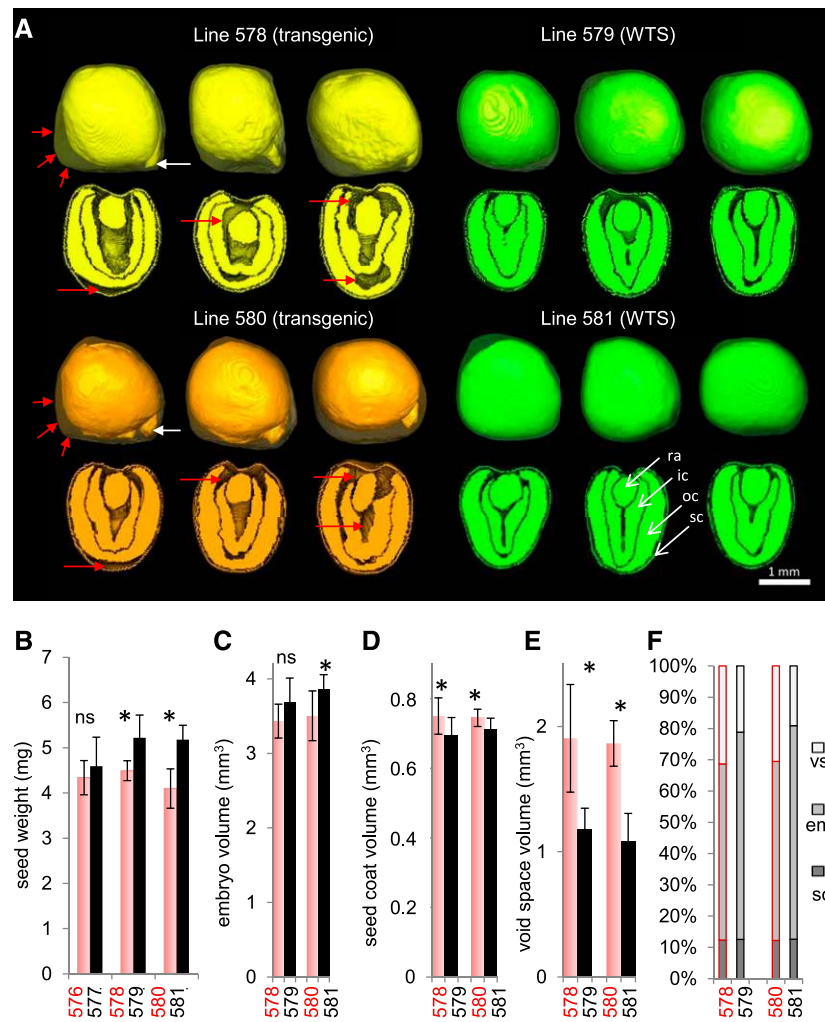 A
Line 578 (transgenic)
Line 579 (WTS)
Line 580 (transgenic)
Line 581 (WTS)
ra
ic
oc
sc
1 mm
B
seed weight (mg)
7
6
5
4
3
2
1
0
ns
*
*
576
577
578
579
580
581
C
embryo volume (mm³)
4
3
2
1
0
ns
*
578
579
580
581
D
seed coat volume (mm³)
0.8
0.6
0.4
0.2
0
*
*
578
579
580
581
E
void space volume (mm³)
2
1
0
*
*
578
579
580
581
F
100%
90%
80%
70%
60%
50%
40%
30%
20%
10%
0%
578
579
580
581
vs
em